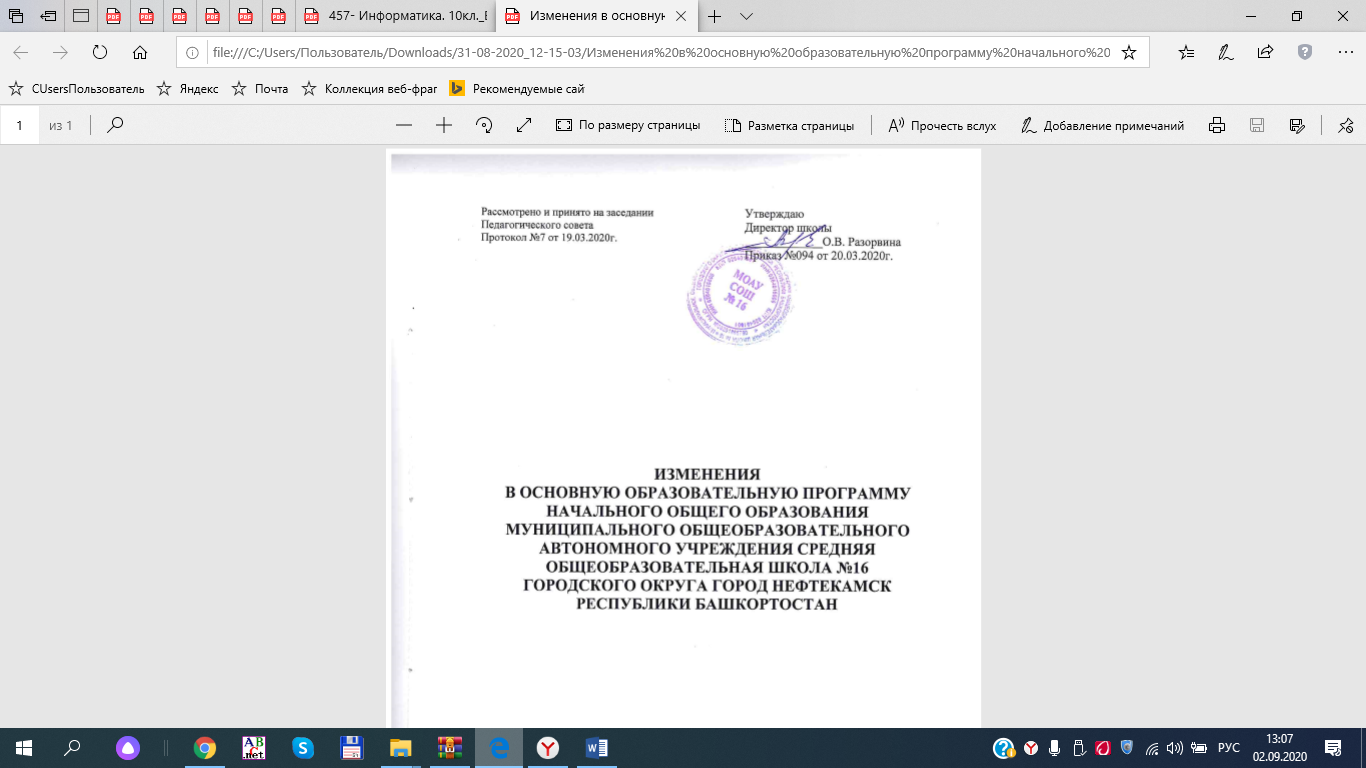 457- Информатика. 10кл._
Изменения в основную
file:///C:/Users/Пользователь/Downloads/31-08-2020_12-15-03/Изменения%20в%20основную%20образовательную%20программу%20начального%20
CUsersПользователь
Яндекс
Почта
Коллекция веб-фраг
Рекомендуемые сай
1
из 1
По размеру страницы
Разметка страницы
Прочесть вслух
Добавление примечаний
Рассмотрено и принято на заседании
Педагогического совета
Протокол №7 от 19.03.2020г.
Утверждаю
Директор школы
О.В. Разорвина
Приказ №094 от 20.03.2020г.
МОАУ
СОШ
№ 16
ИЗМЕНЕНИЯ
В ОСНОВНУЮ ОБРАЗОВАТЕЛЬНУЮ ПРОГРАММУ
НАЧАЛЬНОГО ОБЩЕГО ОБРАЗОВАНИЯ
МУНИЦИПАЛЬНОГО ОБЩЕОБРАЗОВАТЕЛЬНОГО
АВТОНОМНОГО УЧРЕЖДЕНИЯ СРЕДНЯЯ
ОБЩЕОБРАЗОВАТЕЛЬНАЯ ШКОЛА №16
ГОРОДСКОГО ОКРУГА ГОРОД НЕФТЕКАМСК
РЕСПУБЛИКИ БАШКОРТОСТАН
РУС
13:07
02.09.2020